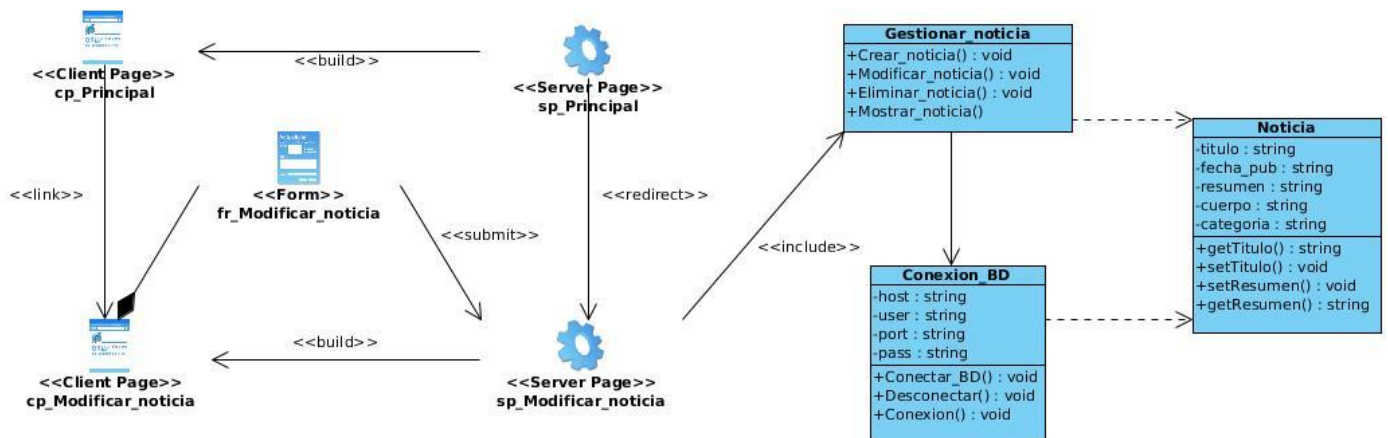 <<Client Page>>
cp_Principal
<<build>>
<<Server Page>>
sp_Principal
<<link>>
<<Form>>
fr_Modificar_noticia
<<submit>>
<<redirect>>
<<build>>
<<Client Page>>
cp_Modificar_noticia
<<Server Page>>
sp_Modificar_noticia
<<include>>
Gestionar_noticia
+Crear_noticia() : void
+Modificar_noticia() : void
+Eliminar_noticia() : void
+Mostrar_noticia()
Conexion_BD
-host : string
-user : string
-port : string
-pass : string
+Conectar_BD() : void
+Desconectar() : void
+Conexion() : void
Noticia
-titulo : string
-fecha_pub : string
-resumen : string
-cuerpo : string
-categoria : string
+getTitulo() : string
+setTitulo() : void
+setResumen() : void
+getResumen() : string